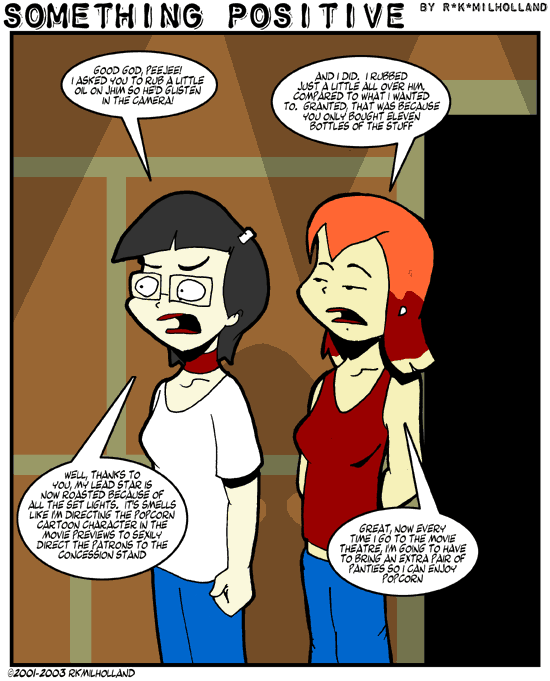 SOMETHING POSITIVE BY R*K*MILHOLLAND
GOOD GOD, PEEJEE!
I ASKED YOU TO RUB A LITTLE
OIL ON JHIM SO HE'D GLISTEN
IN THE CAMERA!
AND I DID. I RUBBED
JUST A LITTLE ALL OVER HIM,
COMPARED TO WHAT I WANTED
TO. GRANTED, THAT WAS BECAUSE
YOU ONLY BOUGHT ELEVEN
BOTTLES OF THE STUFF
WELL, THANKS TO
YOU, MY LEAD STAR IS
NOW ROASTED BECAUSE OF
ALL THE SET LIGHTS. IT'S SMELLS
LIKE I'M DIRECTING THE POPCORN
CARTOON CHARACTER IN THE
MOVIE PREVIEWS TO SEXILY
DIRECT THE PATRONS TO THE
CONCESSION STAND
GREAT, NOW EVERY
TIME I GO TO THE MOVIE
THEATRE, I'M GOING TO HAVE
TO BRING AN EXTRA PAIR OF
PANTIES SO I CAN ENJOY
POPCORN
©2001-2003 RKMILHOLLAND